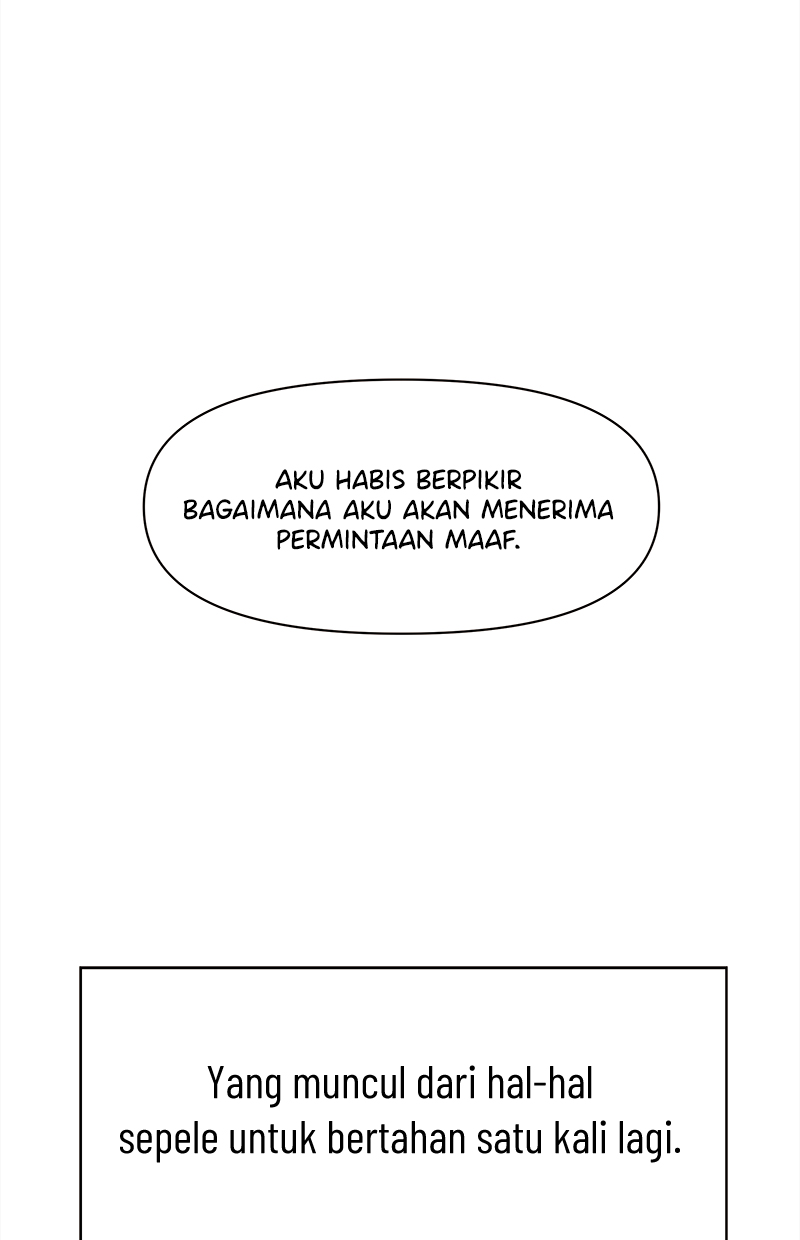 AKU HABIS BERPIKIR
BAGAIMANA AKU AKAN MENERIMA
PERMINTAAN MAAF.
Yang muncul dari hal-hal
sepele untuk bertahan satu kali lagi.